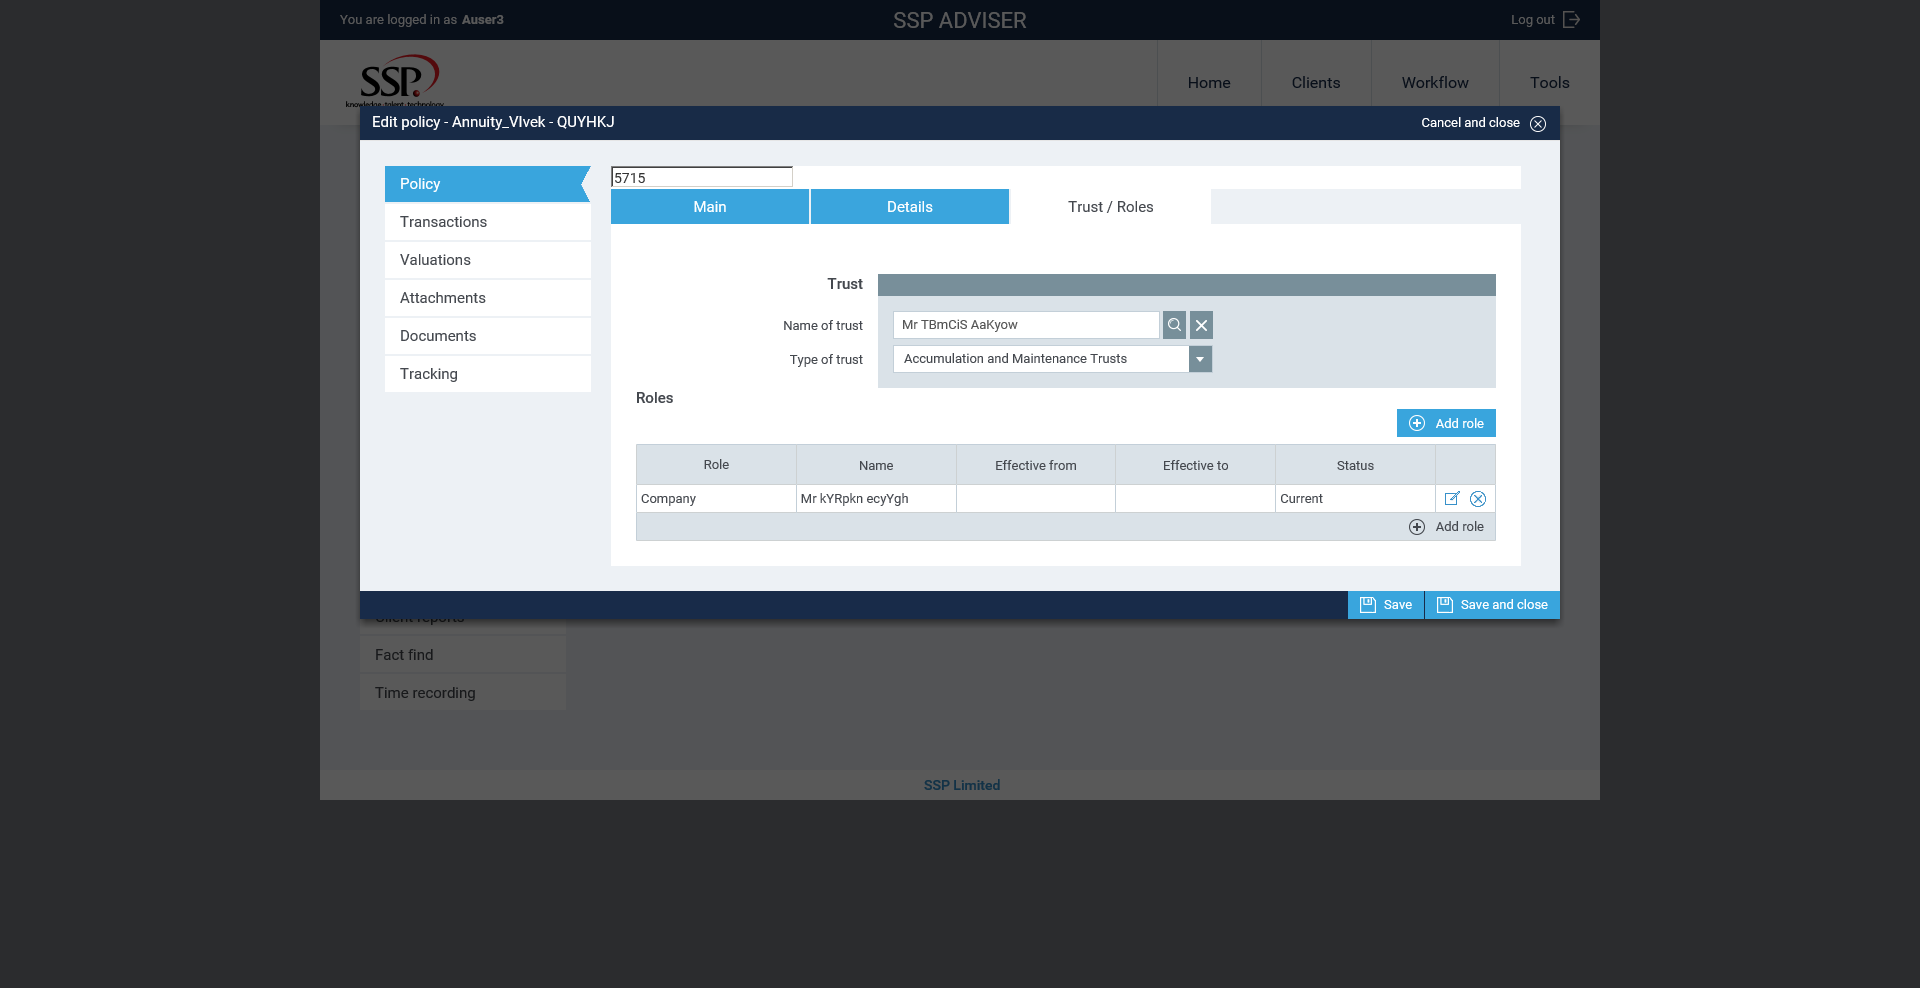 You are logged in as Auser3
SSP ADVISER
Log out
SSP
knowledge. talent. technology.
Home
Clients
Workflow
Tools
Edit policy - Annuity_VIvek - QUYHKJ
Cancel and close
Policy
Transactions
Valuations
Attachments
Documents
Tracking
5715
Main
Details
Trust / Roles
Trust
Name of trust
Mr TBmCiS AaKyow
Type of trust
Accumulation and Maintenance Trusts
Roles
Add role
Role Name Effective from Effective to Status
Company Mr kYRpkn ecyYgh Current
Add role
Save
Save and close
Client reports
Fact find
Time recording
SSP Limited